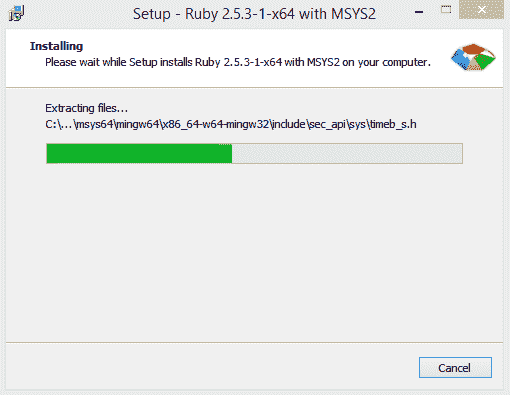 Setup - Ruby 2.5.3-1-x64 with MSYS2
Installing
Please wait while Setup installs Ruby 2.5.3-1-x64 with MSYS2 on your computer.
Extracting files...
C:\...\msys64\mingw64\x86_64-w64-mingw32\include\sec_api\sys\timeb_s.h
Cancel